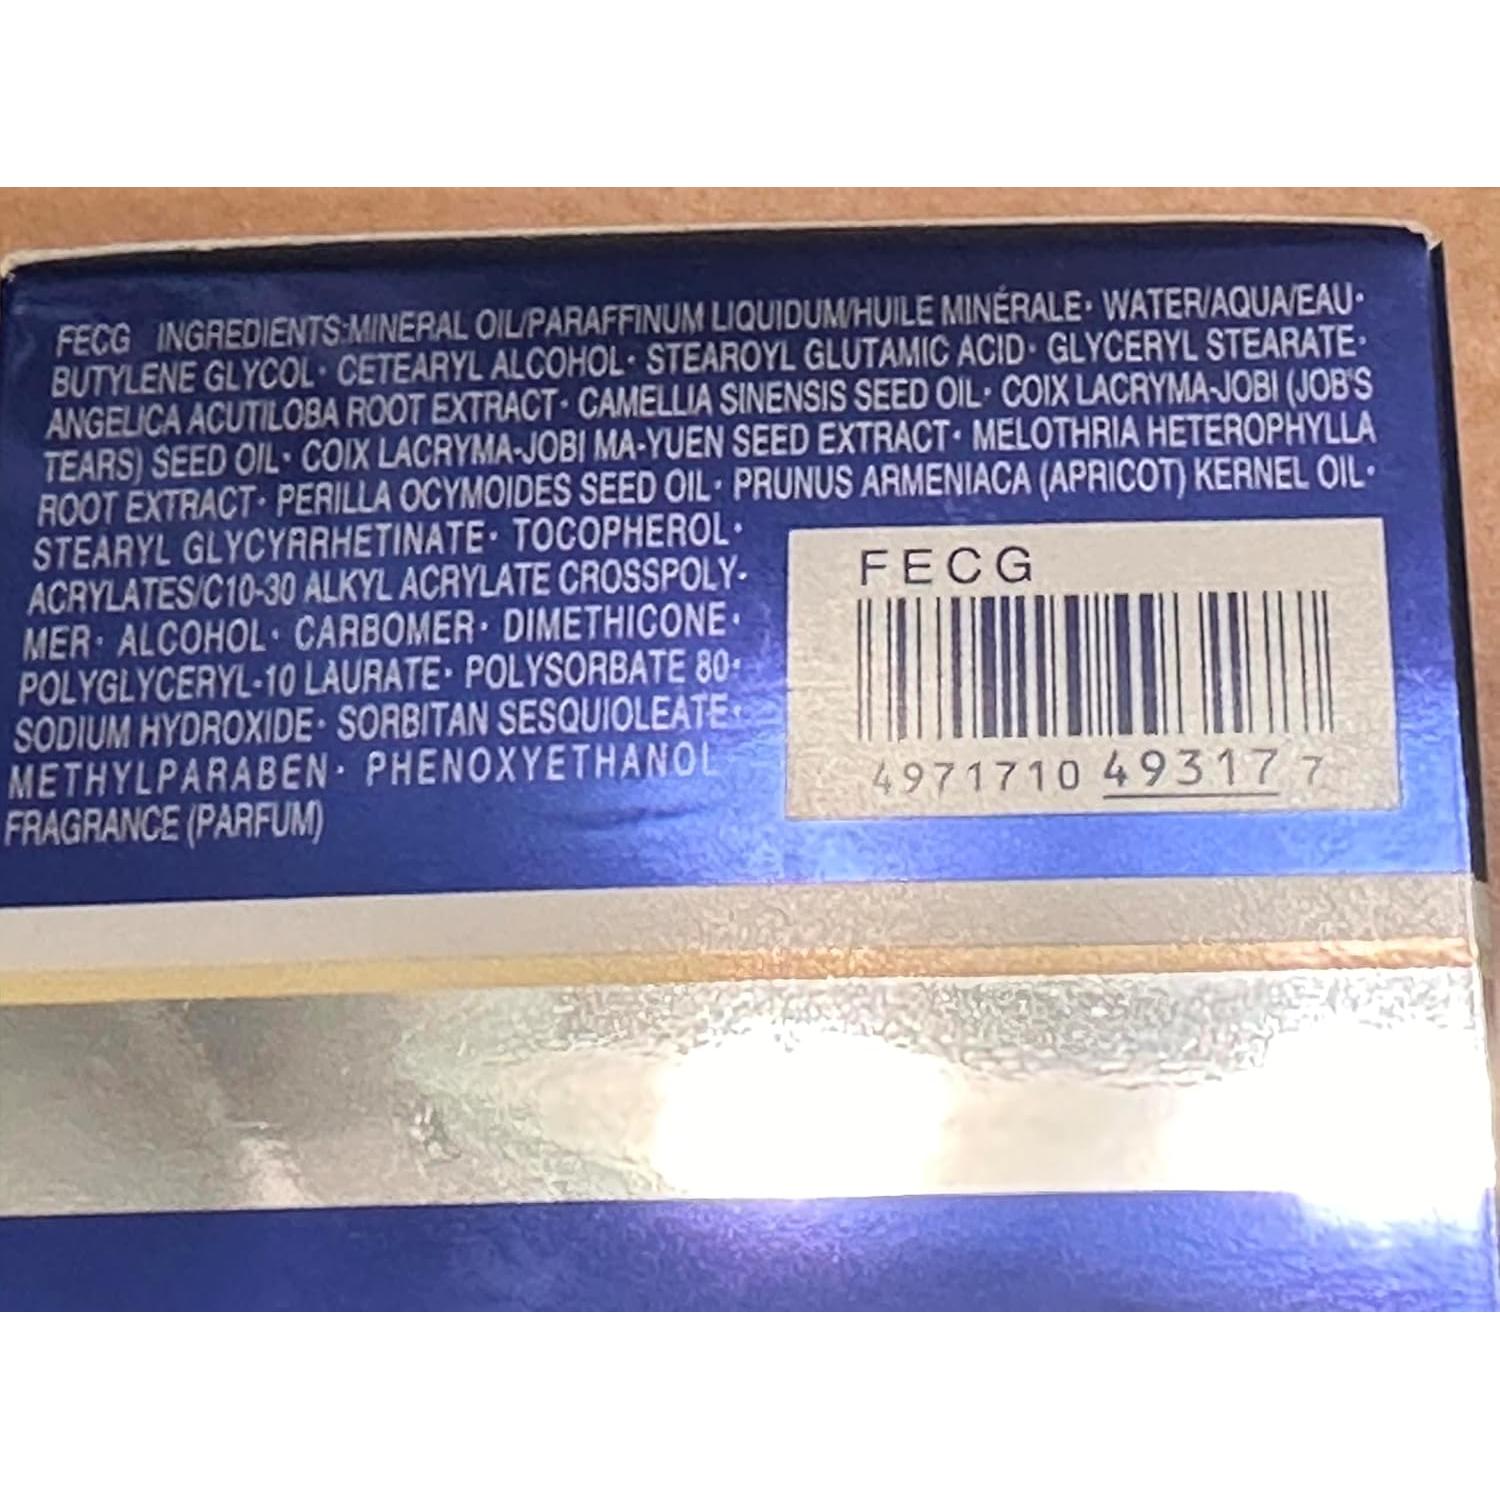 FECG INGREDIENTS:MINERAL OIL/PARAFFINUM LIQUIDUM/HUILE MINÉRALE· WATER/AQUA/EAU·
BUTYLENE GLYCOL· CETEARYL ALCOHOL· STEAROYL GLUTAMIC ACID· GLYCERYL STEARATE·
ANGELICA ACUTILOBA ROOT EXTRACT· CAMELLIA SINENSIS SEED OIL· COIX LACRYMA-JOBI (JOB'S
TEARS) SEED OIL· COIX LACRYMA-JOBI MA-YUEN SEED EXTRACT· MELOTHRIA HETEROPHYLLA
ROOT EXTRACT· PERILLA OCYMOIDES SEED OIL· PRUNUS ARMENIACA (APRICOT) KERNEL OIL·
STEARYL GLYCYRRHETINATE· TOCOPHEROL·
ACRYLATES/C10-30 ALKYL ACRYLATE CROSSPOLY-
MER· ALCOHOL· CARBOMER· DIMETHICONE·
POLYGLYCERYL-10 LAURATE· POLYSORBATE 80·
SODIUM HYDROXIDE· SORBITAN SESQUIOLEATE·
METHYLPARABEN· PHENOXYETHANOL
FRAGRANCE (PARFUM)
FECG
4971710 493177